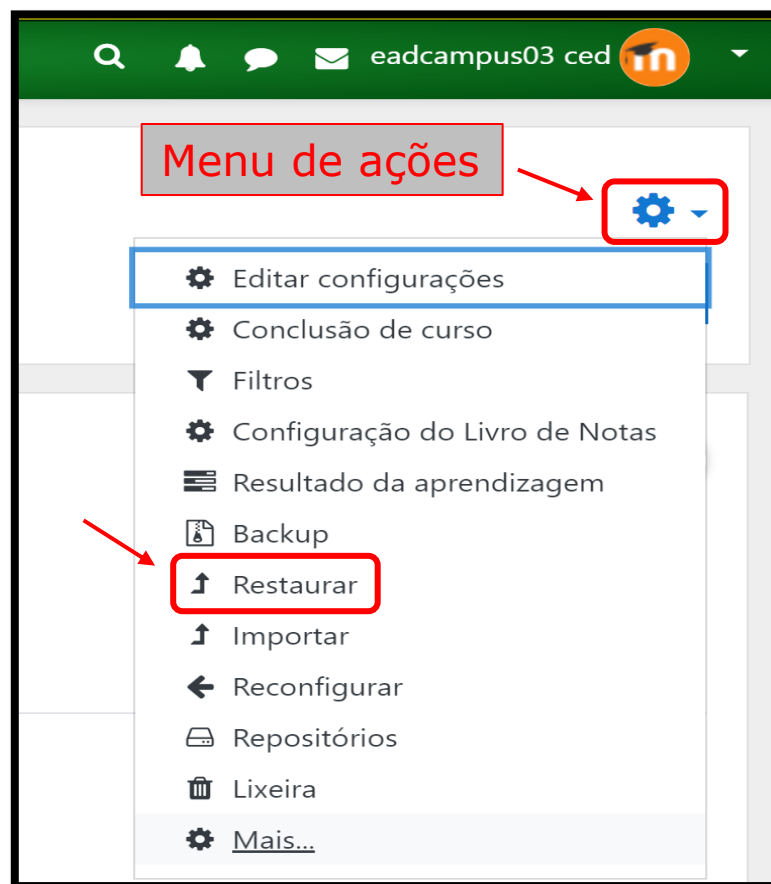 eadcampus03 ced
Menu de ações
Editar configurações
Conclusão de curso
Filtros
Configuração do Livro de Notas
Resultado da aprendizagem
Backup
Restaurar
Importar
Reconfigurar
Repositórios
Lixeira
Mais...